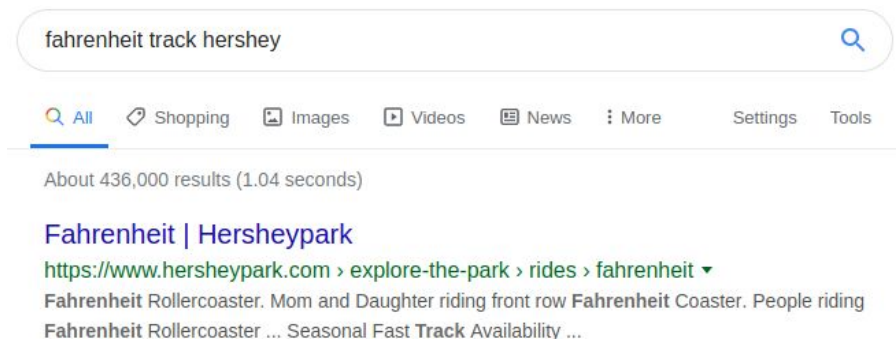 fahrenheit track hershey
All Shopping Images Videos News More Settings Tools
About 436,000 results (1.04 seconds)
Fahrenheit | Hersheypark
https://www.hersheypark.com › explore-the-park › rides › fahrenheit
Fahrenheit Rollercoaster. Mom and Daughter riding front row Fahrenheit Coaster. People riding
Fahrenheit Rollercoaster ... Seasonal Fast Track Availability ...